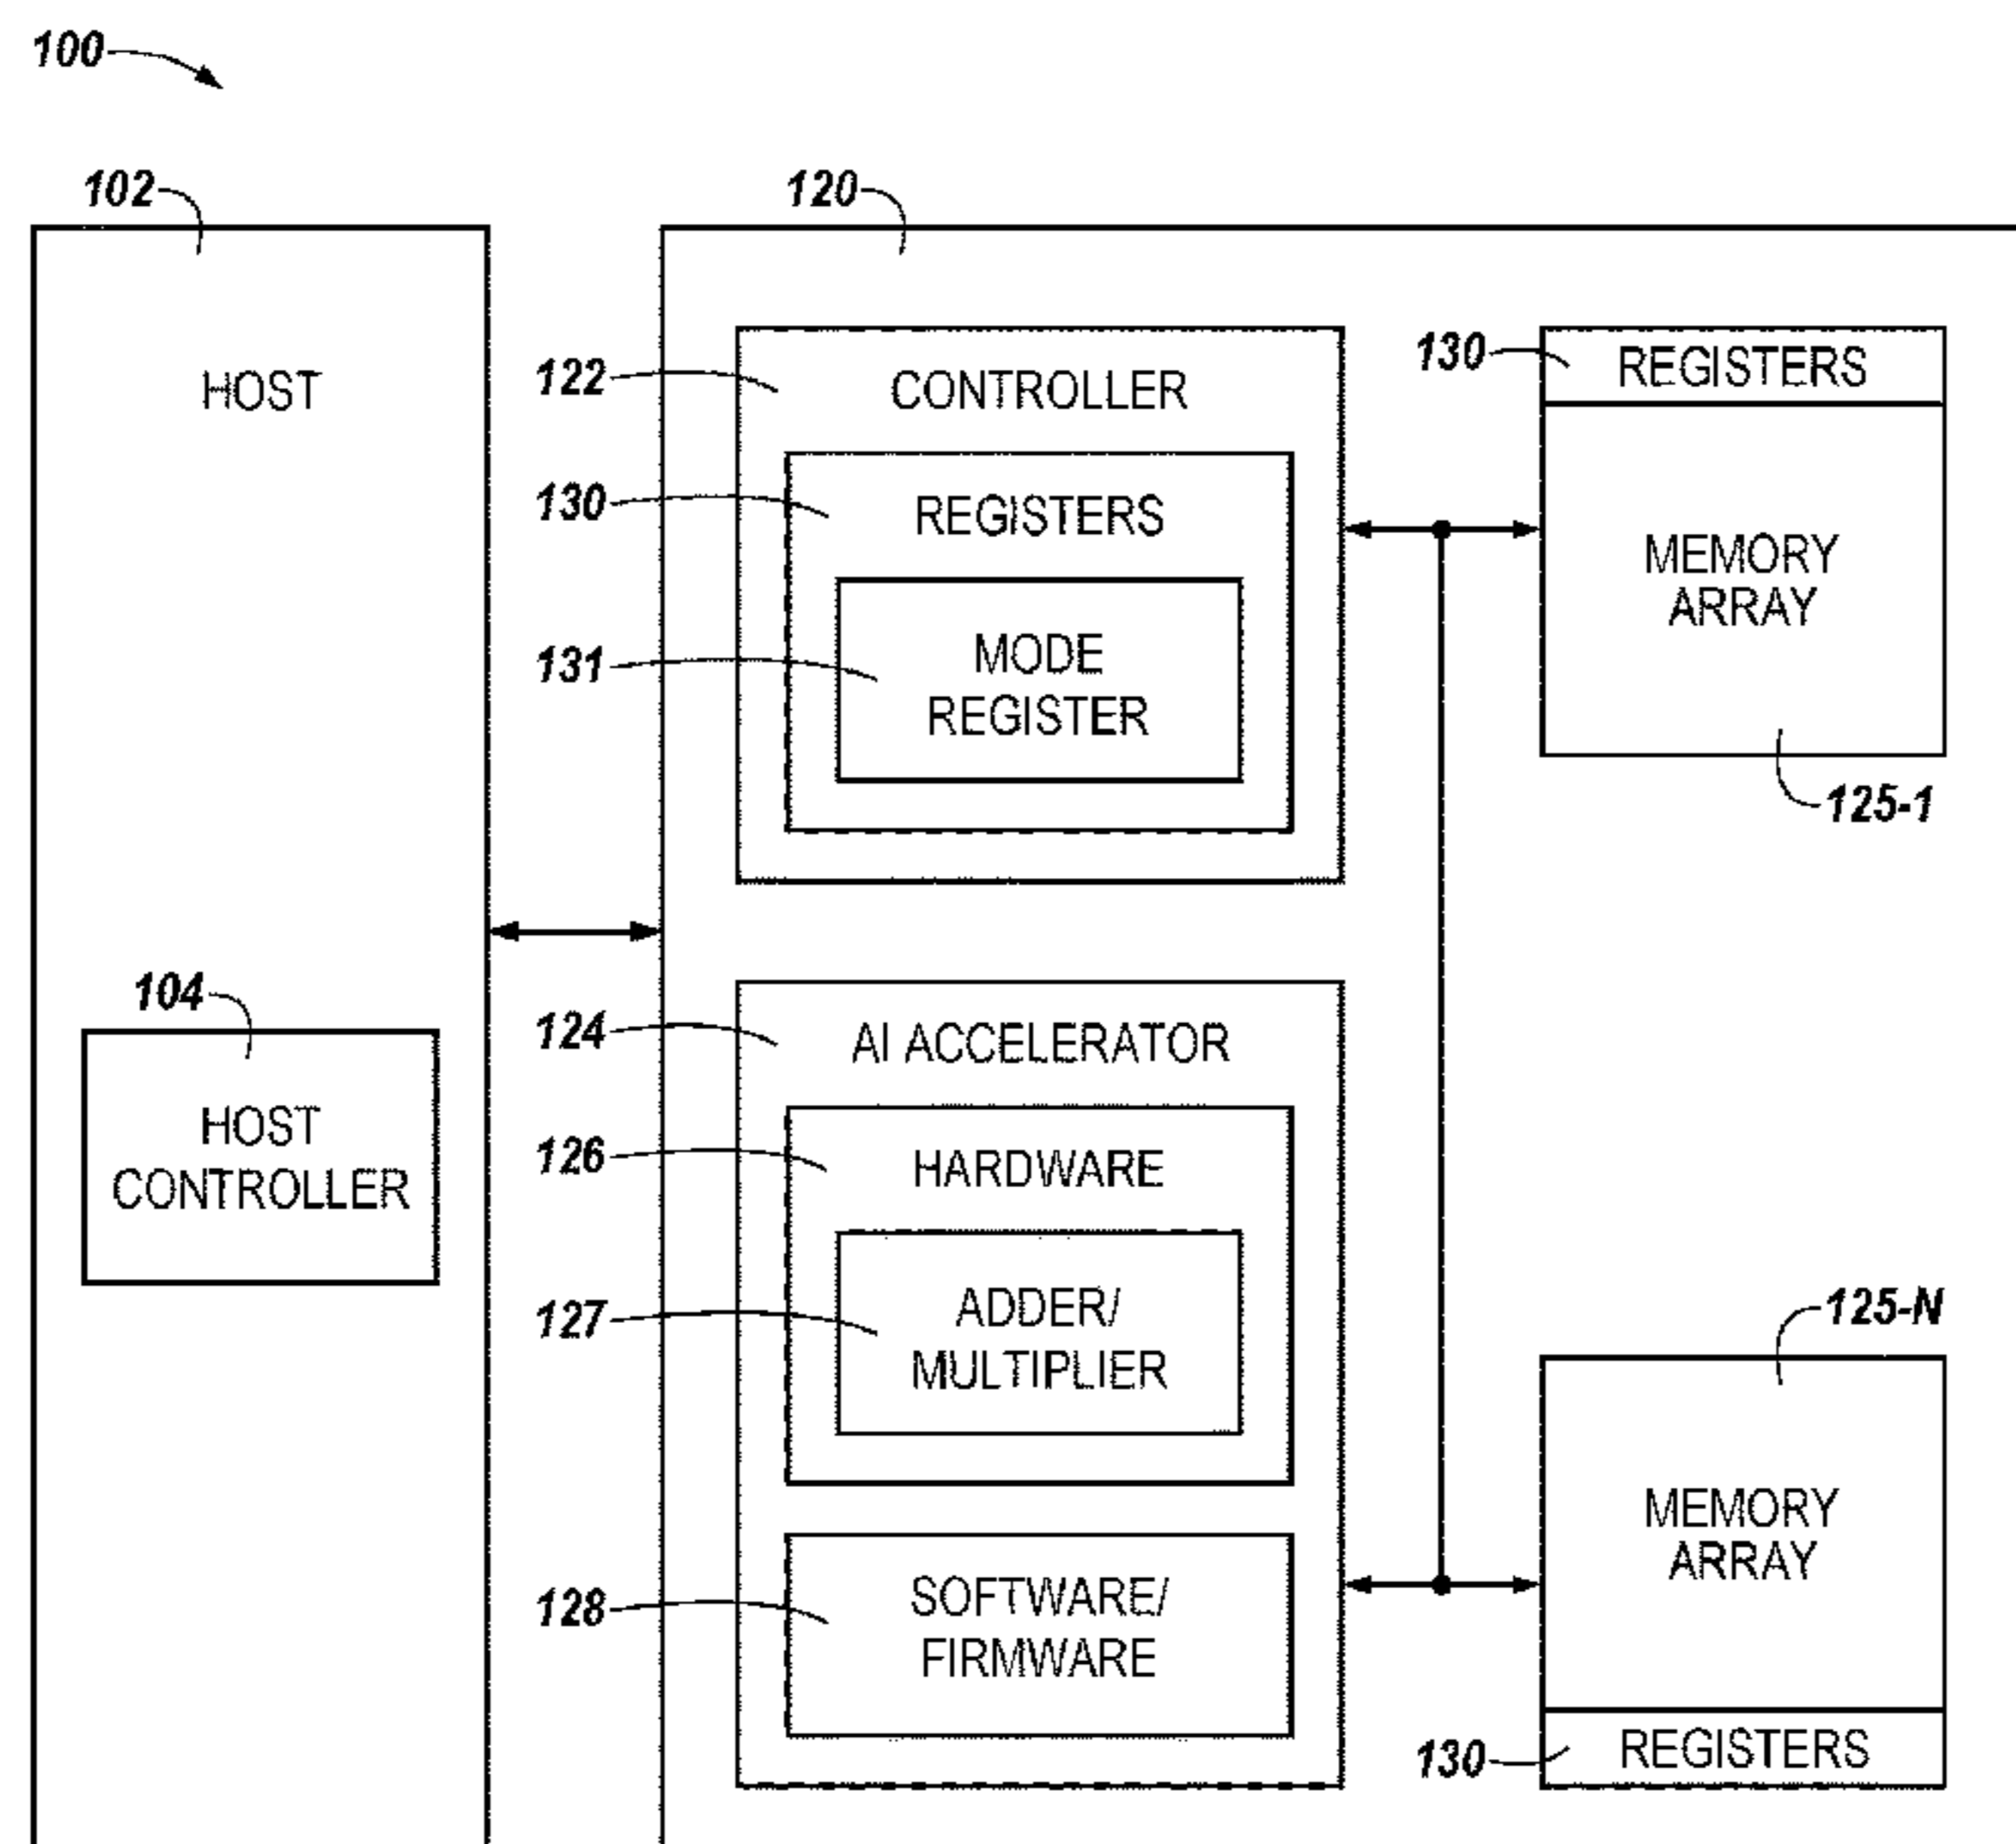 100
102
120
HOST
122
CONTROLLER
130
REGISTERS
130
REGISTERS
131
MODE
REGISTER
MEMORY
ARRAY
125-1
104
HOST
CONTROLLER
124
AI ACCELERATOR
126
HARDWARE
127
ADDER/
MULTIPLIER
128
SOFTWARE/
FIRMWARE
125-N
MEMORY
ARRAY
130
REGISTERS